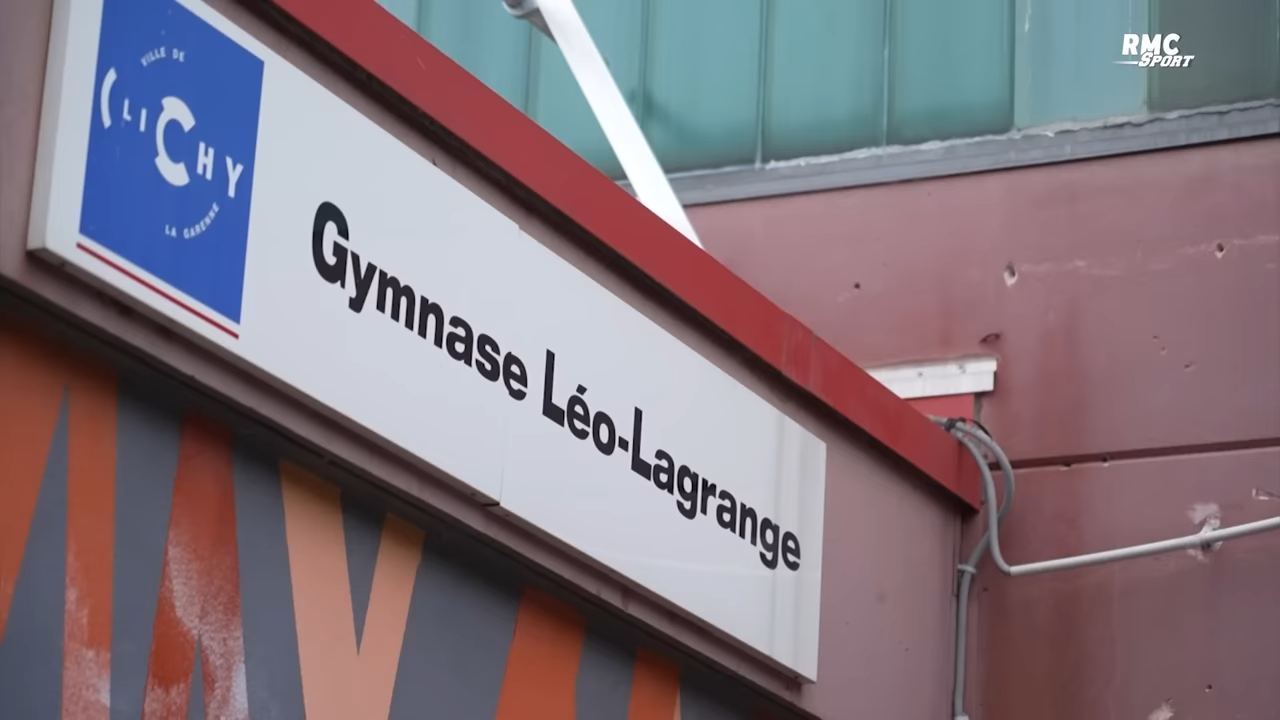 VILLE DE
CLICHY
LA GARENNE
Gymnase Léo-Lagrange
RMC
SPORT